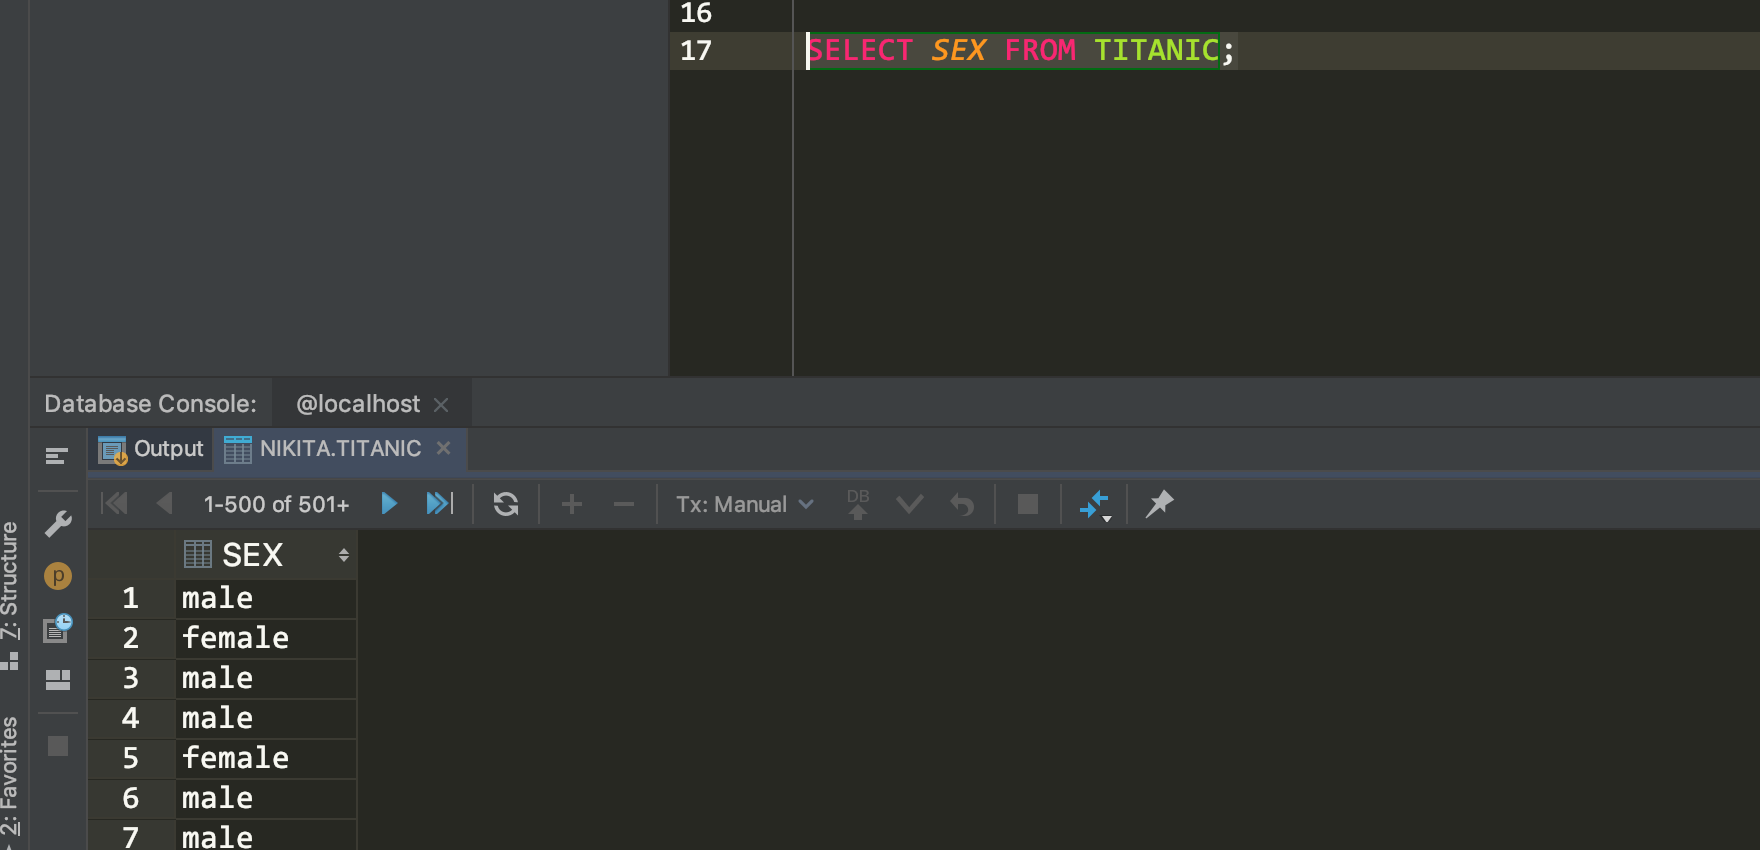 16
17 SELECT SEX FROM TITANIC;
Database Console: @localhost
Output NIKITA.TITANIC
1-500 of 501+ Tx: Manual DB
SEX
1 male
2 female
3 male
4 male
5 female
6 male
7 male
p
7: Structure
2: Favorites